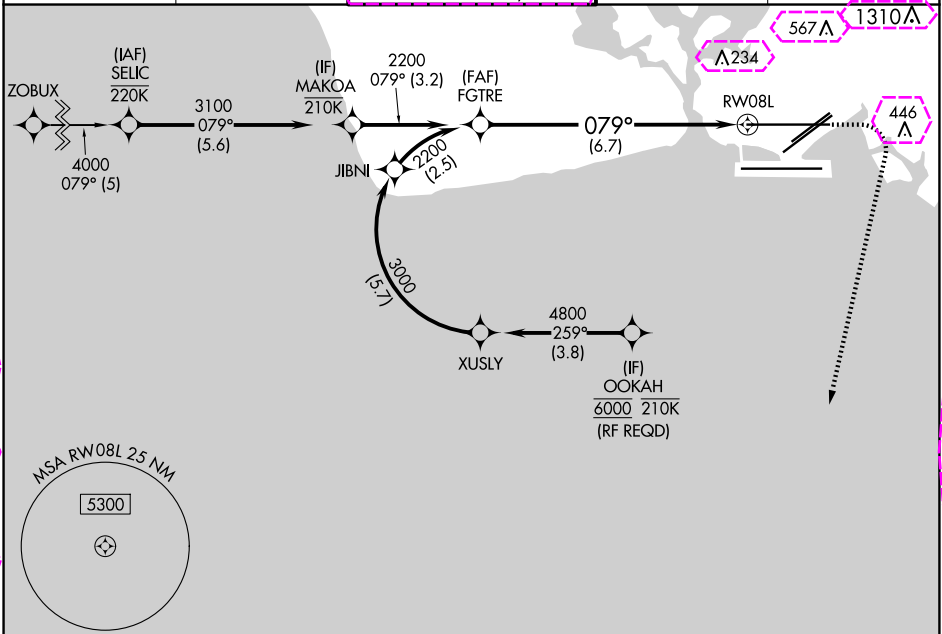 1310
567
234
446
RW08L
ZOBUX
4000
079° (5)
(IAF)
SELIC
220K
3100
079°
(5.6)
(IF)
MAKOA
210K
2200
079° (3.2)
(FAF)
FGTRE
079°
(6.7)
JIBNI
2200
(2.5)
3000
(5.7)
XUSLY
4800
259°
(3.8)
(IF)
OOKAH
6000 210K
(RF REQD)
MSA RW08L 25 NM
5300